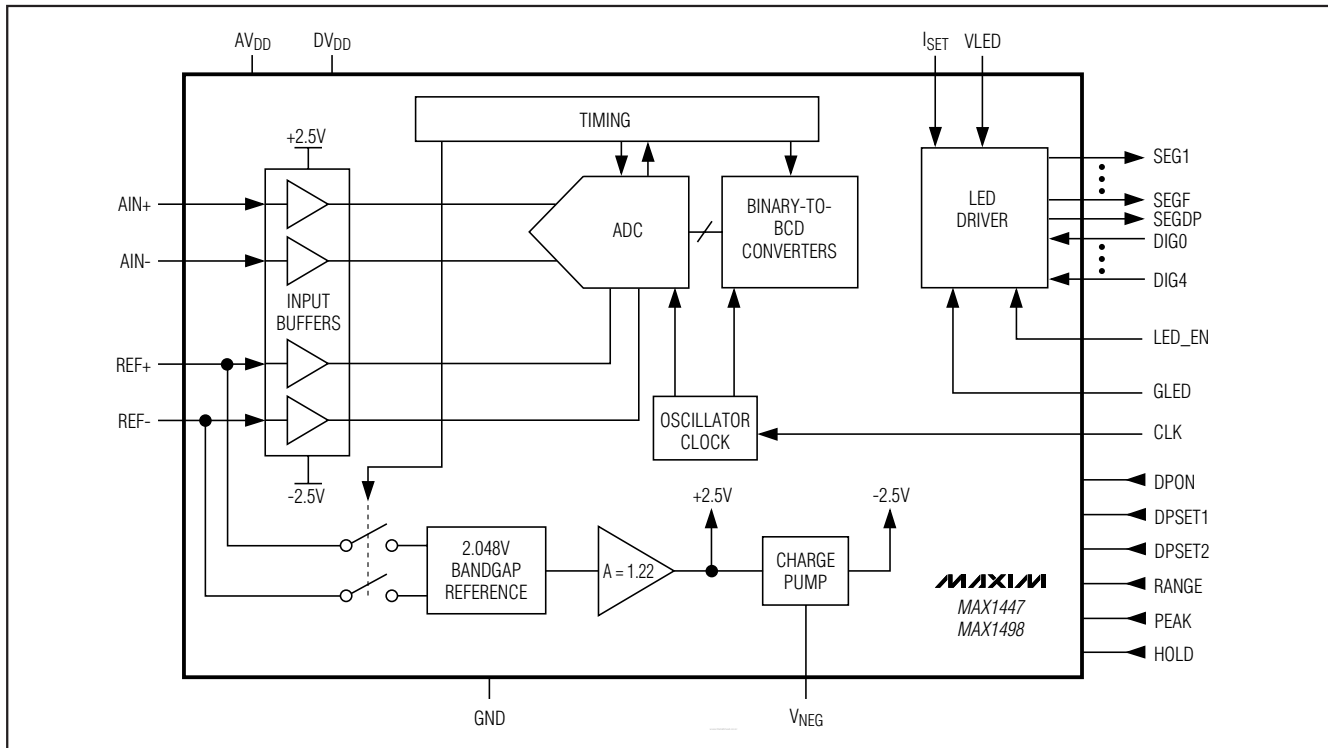 AVDD
DVDD
ISET
VLED
TIMING
+2.5V
AIN+
AIN-
INPUT
BUFFERS
REF+
REF-
-2.5V
ADC
BINARY-TO-
BCD
CONVERTERS
LED
DRIVER
SEG1
SEGF
SEGDP
DIG0
DIG4
LED_EN
GLED
CLK
OSCILLATOR
CLOCK
DPON
DPSET1
DPSET2
RANGE
PEAK
HOLD
2.048V
BANDGAP
REFERENCE
A = 1.22
+2.5V
CHARGE
PUMP
-2.5V
MAXIM
MAX1447
MAX1498
GND
VNEG